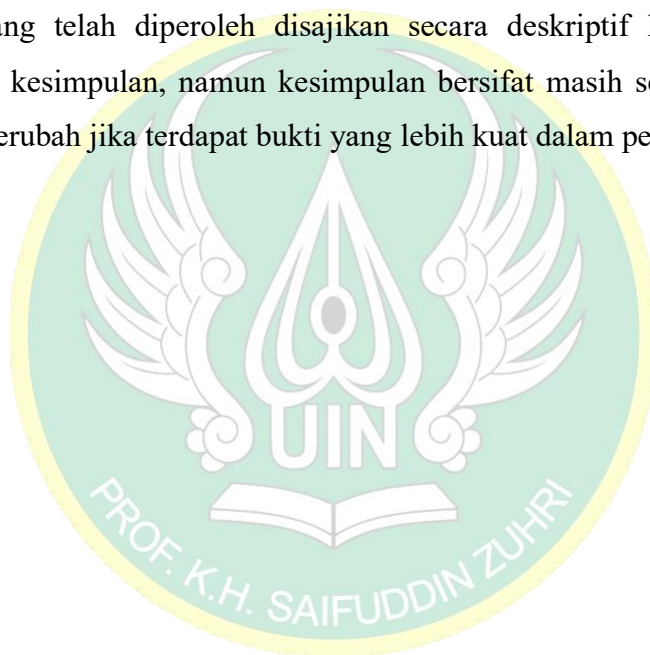 ang telah diperoleh disajikan secara deskriptif
kesimpulan, namun kesimpulan bersifat masih
erubah jika terdapat bukti yang lebih kuat dalam
UIN
PROF. K.H. SAIFUDDIN ZUHRI